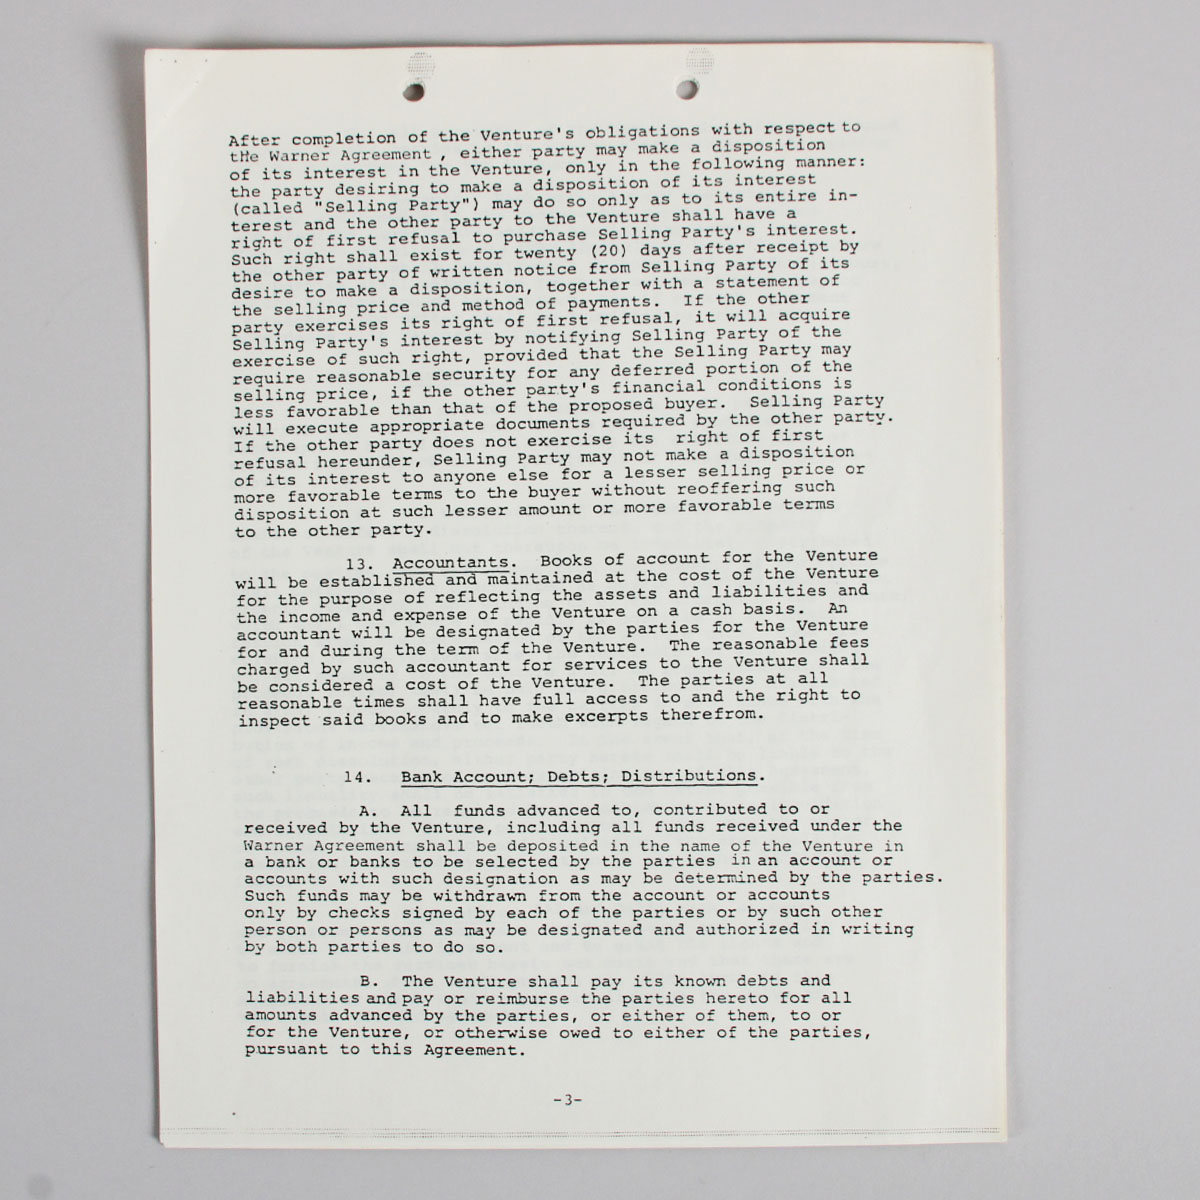 After completion of the Venture's obligations with respect to
the Warner Agreement , either party may make a disposition
of its interest in the Venture, only in the following manner:
the party desiring to make a disposition of its interest
(called "Selling Party") may do so only as to its entire in-
terest and the other party to the Venture shall have a
right of first refusal to purchase Selling Party's interest.
Such right shall exist for twenty (20) days after receipt by
the other party of written notice from Selling Party of its
desire to make a disposition, together with a statement of
the selling price and method of payments. If the other
party exercises its right of first refusal, it will acquire
Selling Party's interest by notifying Selling Party of the
exercise of such right, provided that the Selling Party may
require reasonable security for any deferred portion of the
selling price, if the other party's financial conditions is
less favorable than that of the proposed buyer. Selling Party
will execute appropriate documents required by the other party.
If the other party does not exercise its right of first
refusal hereunder, Selling Party may not make a disposition
of its interest to anyone else for a lesser selling price or
more favorable terms to the buyer without reoffering such
disposition at such lesser amount or more favorable terms
to the other party.
13. Accountants. Books of account for the Venture
will be established and maintained at the cost of the Venture
for the purpose of reflecting the assets and liabilities and
the income and expense of the Venture on a cash basis. An
accountant will be designated by the parties for the Venture
for and during the term of the Venture. The reasonable fees
charged by such accountant for services to the Venture shall
be considered a cost of the Venture. The parties at all
reasonable times shall have full access to and the right to
inspect said books and to make excerpts therefrom.
14. Bank Account; Debts; Distributions.
A. All funds advanced to, contributed to or
received by the Venture, including all funds received under the
Warner Agreement shall be deposited in the name of the Venture in
a bank or banks to be selected by the parties in an account or
accounts with such designation as may be determined by the parties.
Such funds may be withdrawn from the account or accounts
only by checks signed by each of the parties or by such other
person or persons as may be designated and authorized in writing
by both parties to do so.
B. The Venture shall pay its known debts and
liabilities and pay or reimburse the parties hereto for all
amounts advanced by the parties, or either of them, to or
for the Venture, or otherwise owed to either of the parties,
pursuant to this Agreement.
-3-